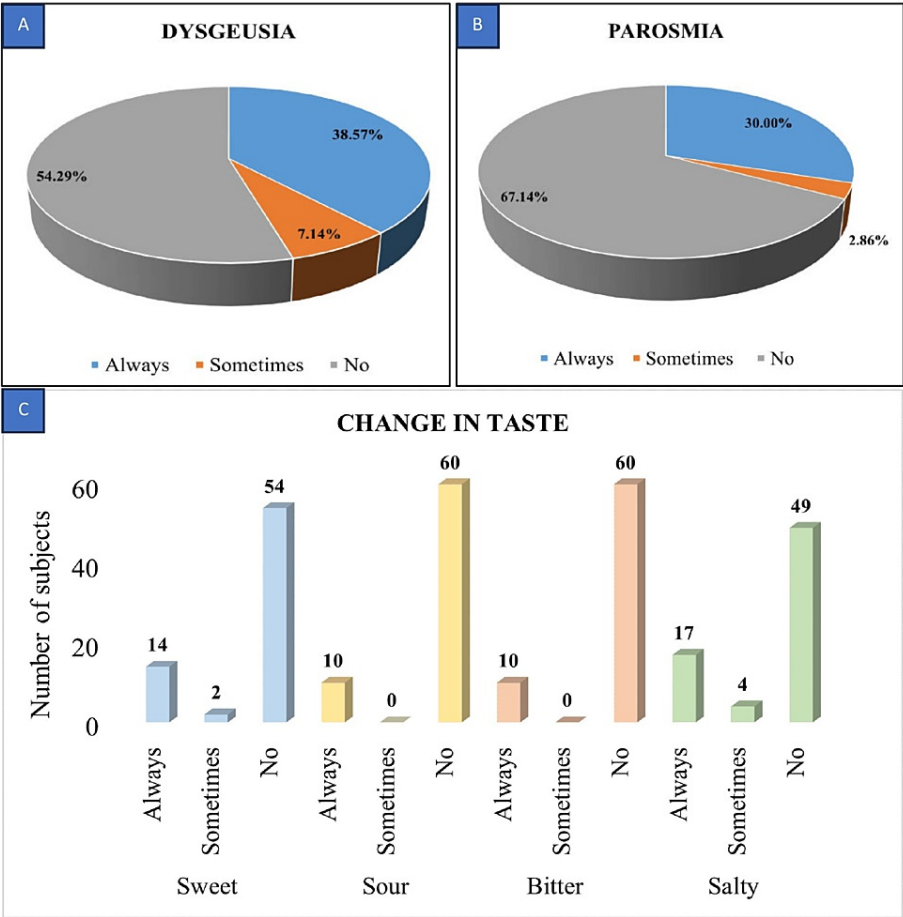 A
DYSGEUSIA
38.57%
54.29%
7.14%
Always Sometimes No
B
PAROSMIA
30.00%
67.14%
2.86%
Always Sometimes No
C
CHANGE IN TASTE
Number of subjects
60
40
20
0
14
2
54
10
0
60
10
0
60
17
4
49
Always Sometimes No Always Sometimes No Always Sometimes No Always Sometimes No
Sweet Sour Bitter Salty